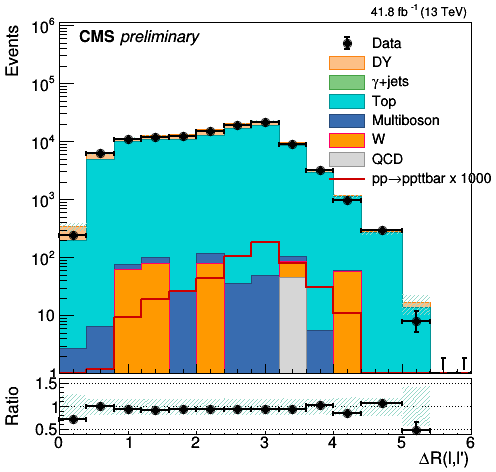 41.8 fb⁻¹ (13 TeV)
CMS preliminary
Events
10⁶
10⁵
10⁴
10³
10²
10
1
Data
DY
γ+jets
Top
Multiboson
W
QCD
pp→ppttbar x 1000
Ratio
1.5
1
0.5
0 1 2 3 4 5 6
ΔR(l,l')